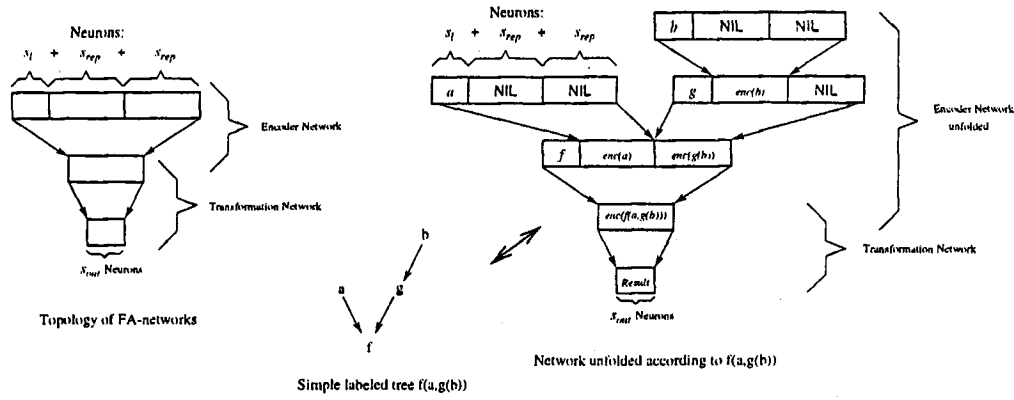 Neurons:
s_l + s_rep + s_rep
Encoder Network
Transformation Network
s_out Neurons
Topology of FA-networks
b
a
g
f
Simple labeled tree f(a,g(b))
Neurons:
s_l + s_rep + s_rep
b NIL NIL
a NIL NIL
g enc(b) NIL
f enc(a) enc(g(b))
enc(f(a,g(b)))
Result
s_out Neurons
Encoder Network
unfolded
Transformation Network
Network unfolded according to f(a,g(b))